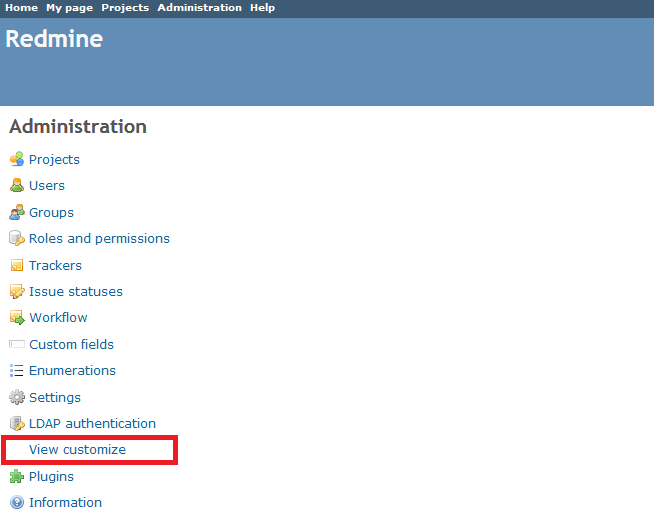 Home My page Projects Administration Help
Redmine
Administration
Projects
Users
Groups
Roles and permissions
Trackers
Issue statuses
Workflow
Custom fields
Enumerations
Settings
LDAP authentication
View customize
Plugins
Information